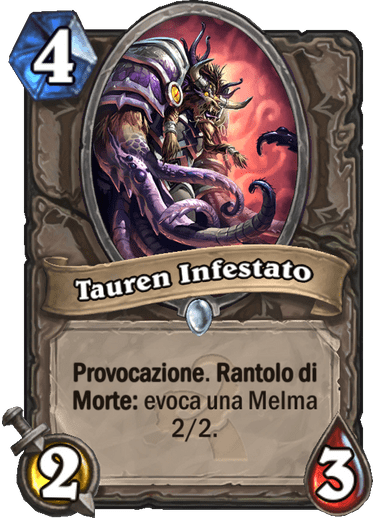 4
Tauren Infestato
Provocazione. Rantolo di
Morte: evoca una Melma
2/2.
2
3